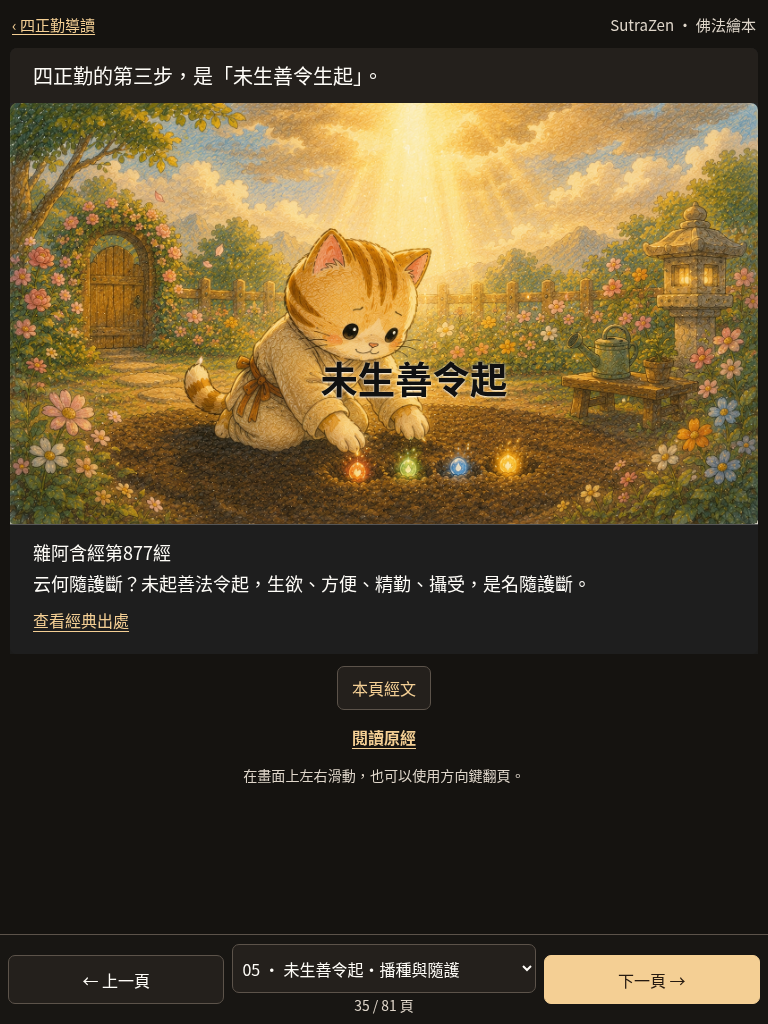 ‹ 四正勤導讀
SutraZen · 佛法繪本
四正勤的第三步，是「未生善令生起」。
未生善令起
雜阿含經第877經
云何隨護斷？未起善法令起，生欲、方便、精勤、攝受，是名隨護斷。
查看經典出處
本頁經文
閱讀原經
在畫面上左右滑動，也可以使用方向鍵翻頁。
← 上一頁
05 · 未生善令起・播種與隨護
下一頁 →
35 / 81 頁